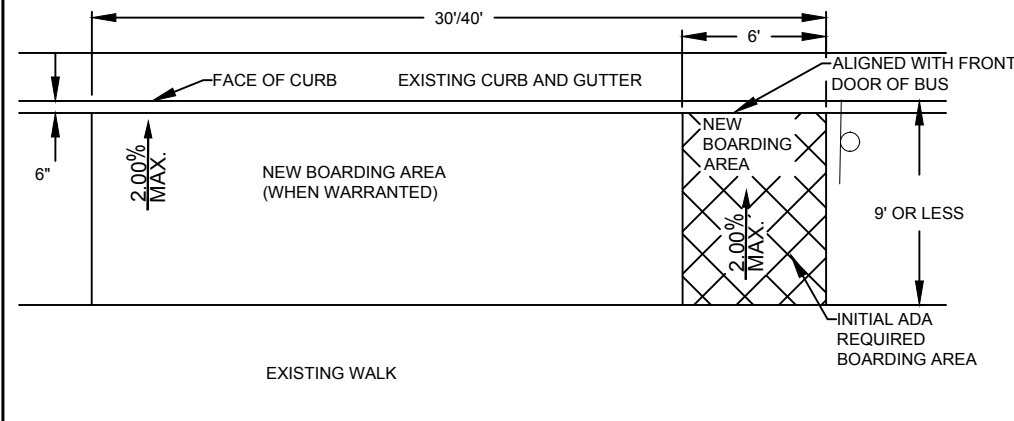 30'/40'
6'
ALIGNED WITH FRONT
DOOR OF BUS
FACE OF CURB
EXISTING CURB AND GUTTER
6"
2.00%
MAX.
NEW BOARDING AREA
(WHEN WARRANTED)
NEW
BOARDING
AREA
2.00%
MAX.
9' OR LESS
INITIAL ADA
REQUIRED
BOARDING AREA
EXISTING WALK